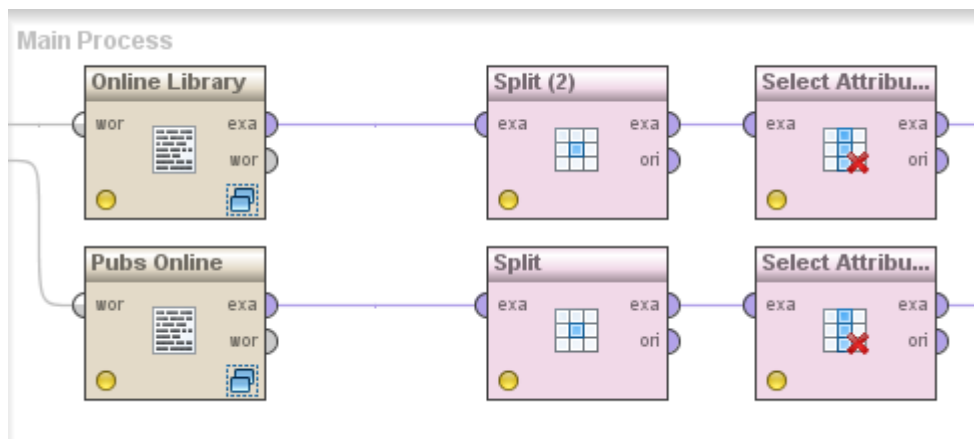 Main Process
Online Library
wor exa
wor
Split (2)
exa exa
ori
Select Attribu...
exa exa
ori
Pubs Online
wor exa
wor
Split
exa exa
ori
Select Attribu...
exa exa
ori